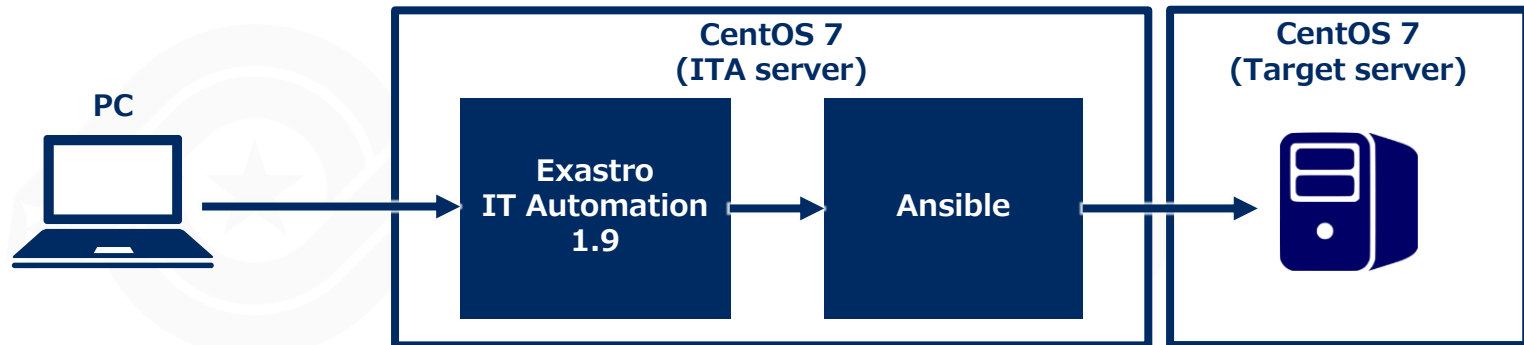 PC
CentOS 7
(ITA server)
Exastro
IT Automation
1.9
Ansible
CentOS 7
(Target server)